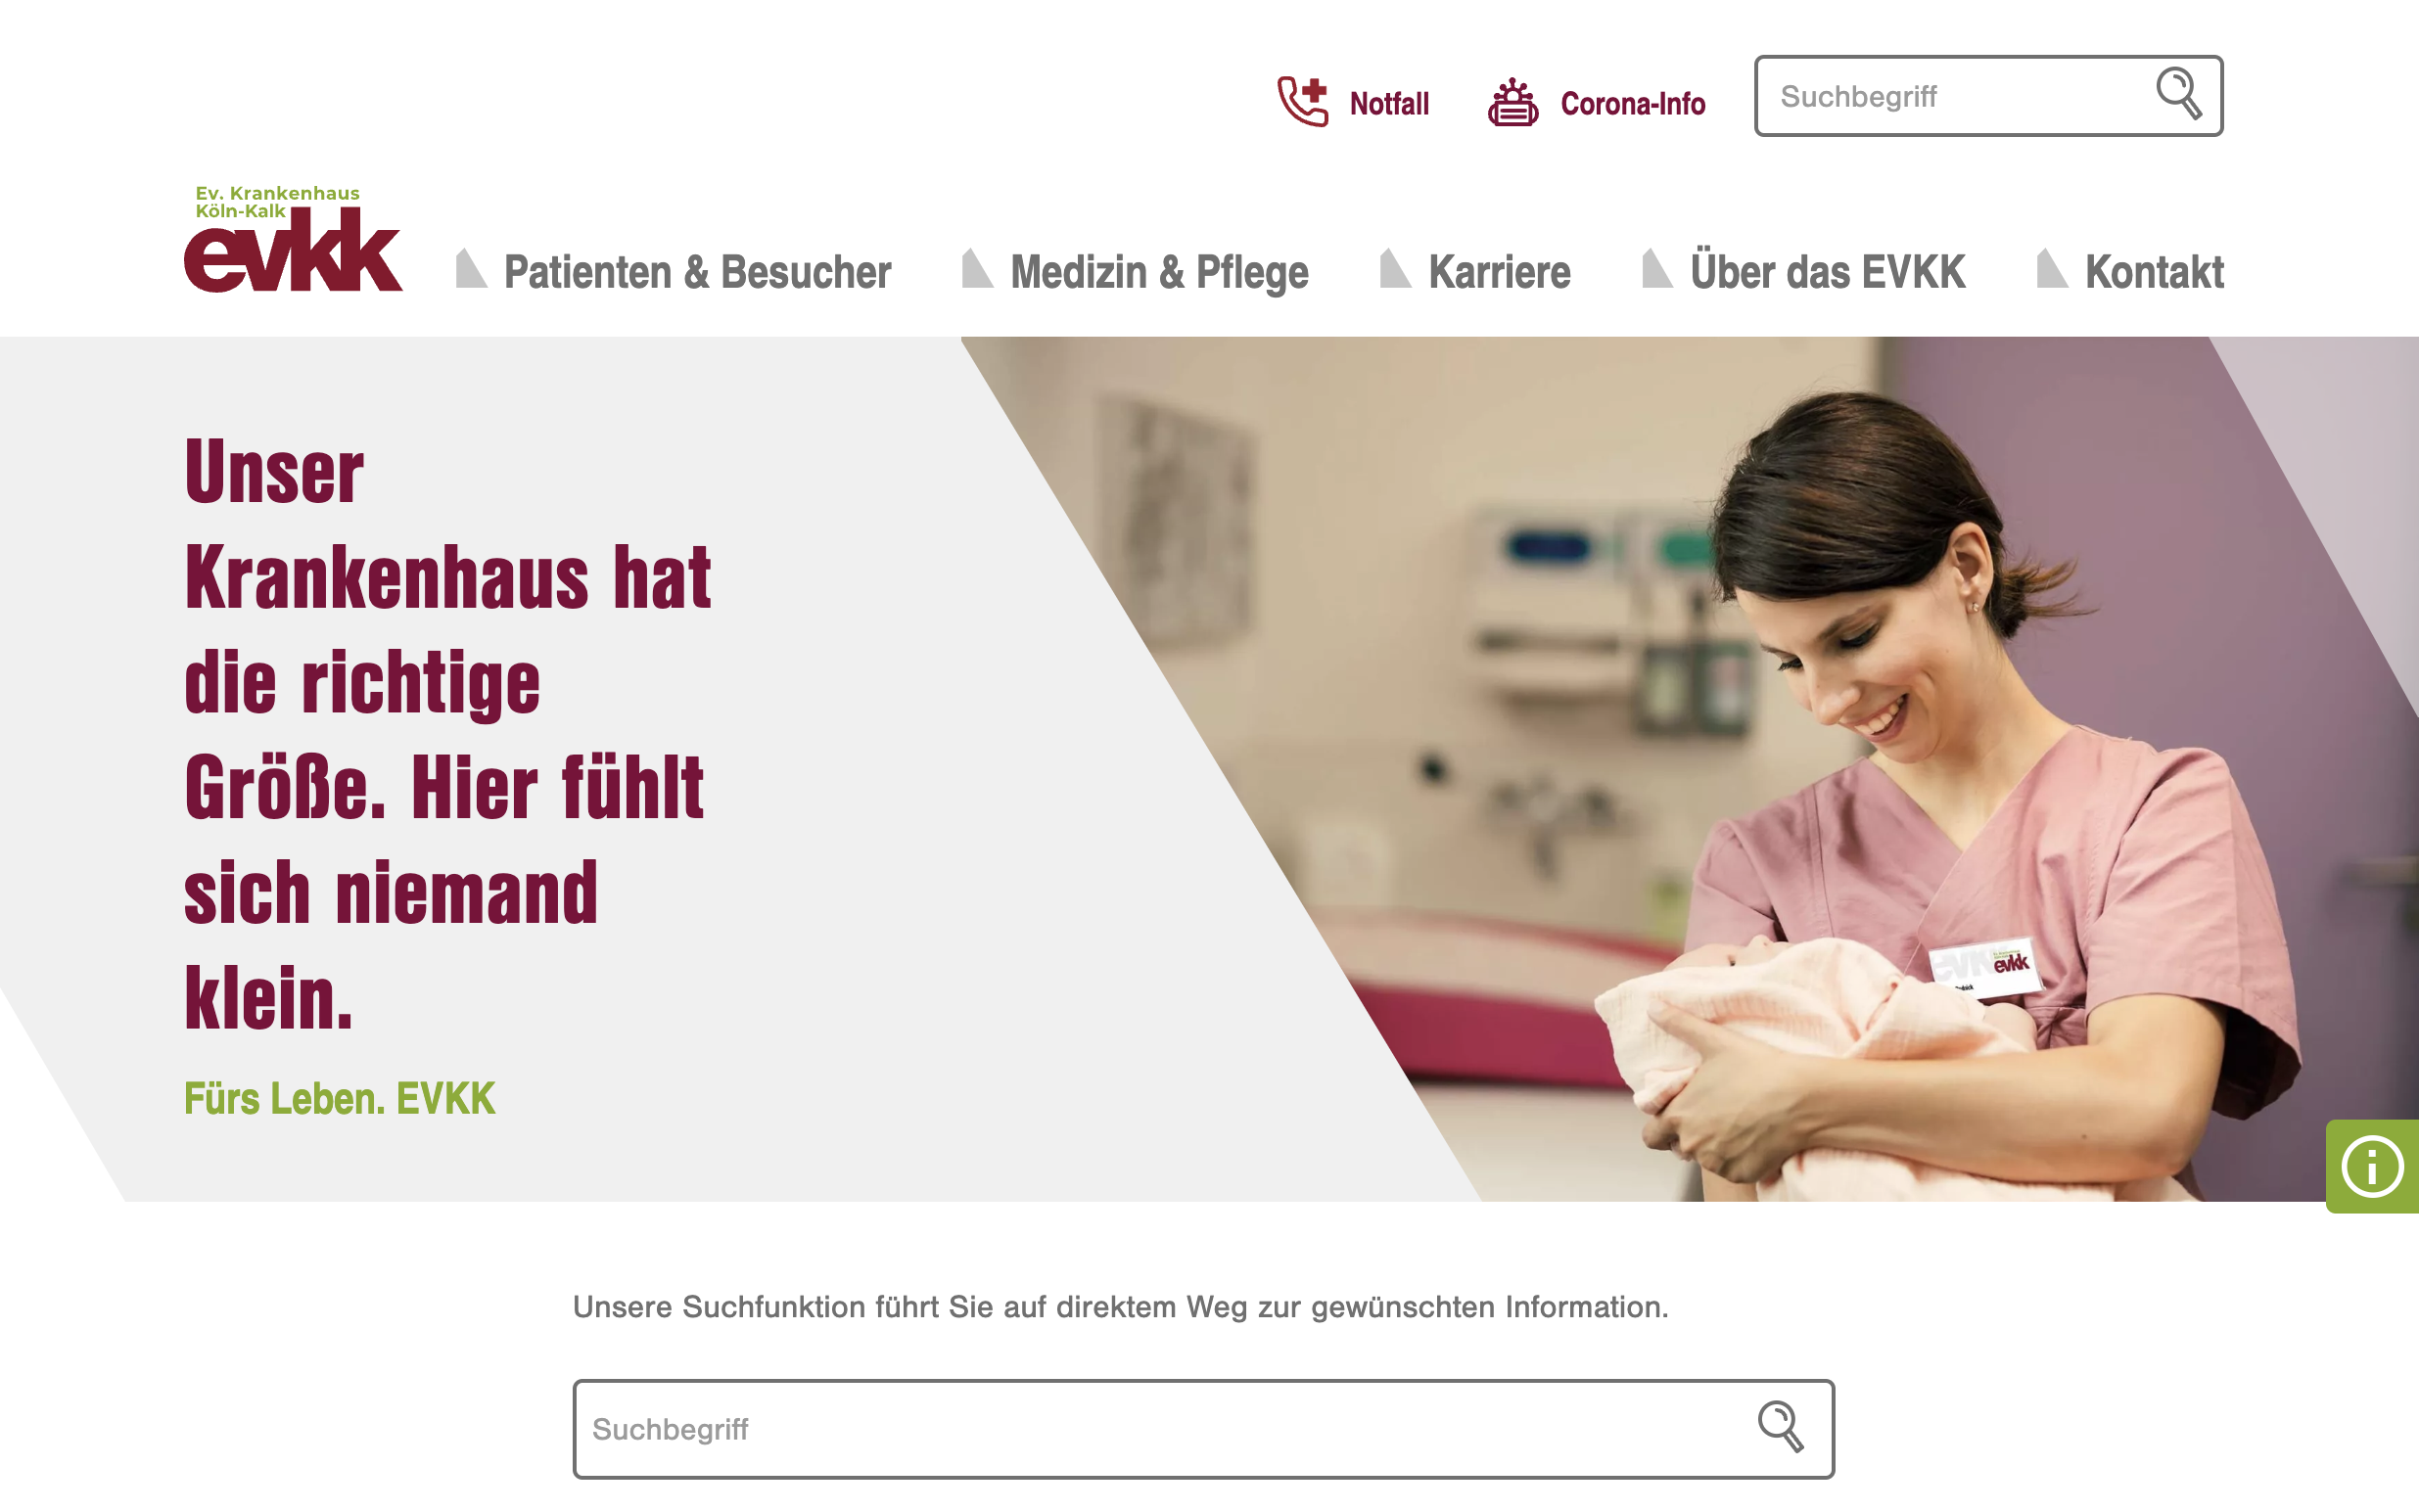 Notfall
Corona-Info
Suchbegriff
Ev. Krankenhaus
Köln-Kalk
evkk
Patienten & Besucher
Medizin & Pflege
Karriere
Über das EVKK
Kontakt
Unser
Krankenhaus hat
die richtige
Größe. Hier fühlt
sich niemand
klein.
Fürs Leben. EVKK
evkk
Unsere Suchfunktion führt Sie auf direktem Weg zur gewünschten Information.
Suchbegriff